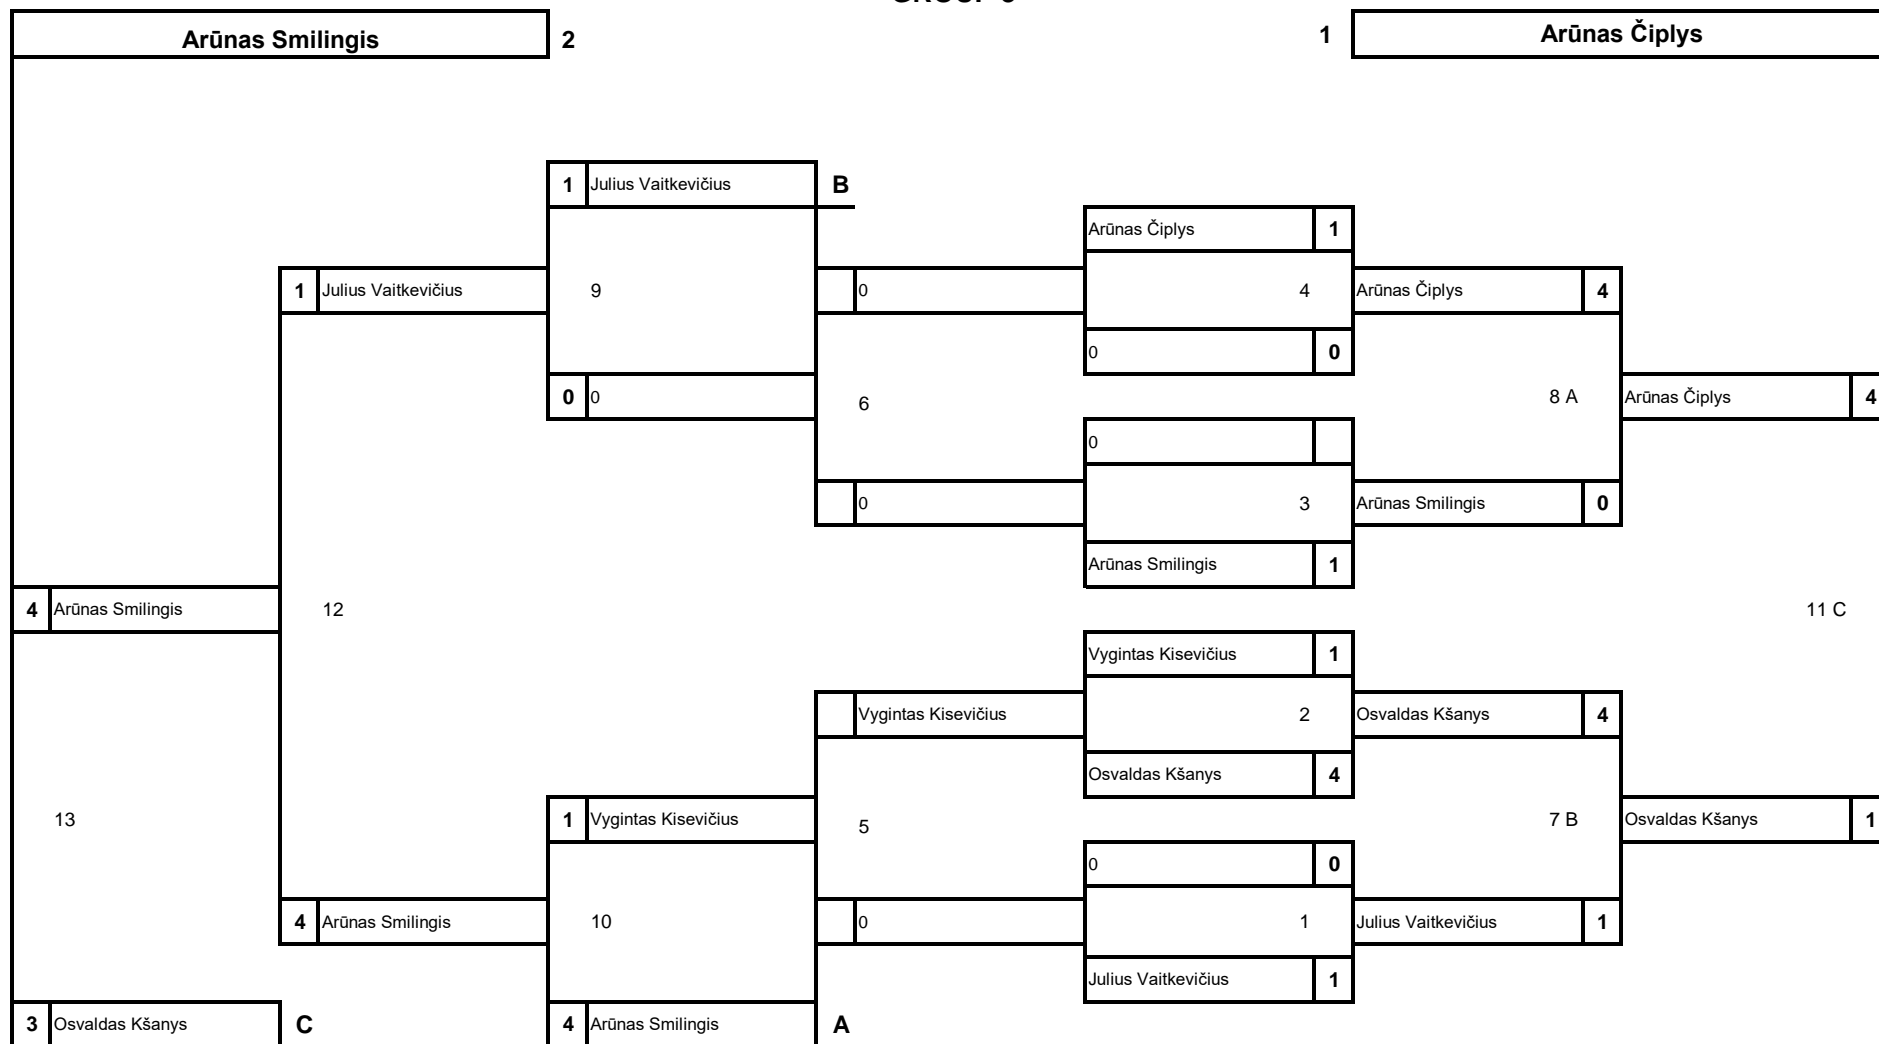 Arūnas Smilingis 2 1 Arūnas Čiplys
1 Julius Vaitkevičius B
Arūnas Čiplys 1
1 Julius Vaitkevičius 9 0 4 Arūnas Čiplys 4
0 0
0 0 6 8 A Arūnas Čiplys 4
0
0 3 Arūnas Smilingis 0
Arūnas Smilingis 1
4 Arūnas Smilingis 12 11 C
Vygintas Kisevičius 1
Vygintas Kisevičius 2 Osvaldas Kšanys 4
Osvaldas Kšanys 4
13 1 Vygintas Kisevičius 5 7 B Osvaldas Kšanys 1
0 0
4 Arūnas Smilingis 10 0 1 Julius Vaitkevičius 1
Julius Vaitkevičius 1
3 Osvaldas Kšanys C 4 Arūnas Smilingis A